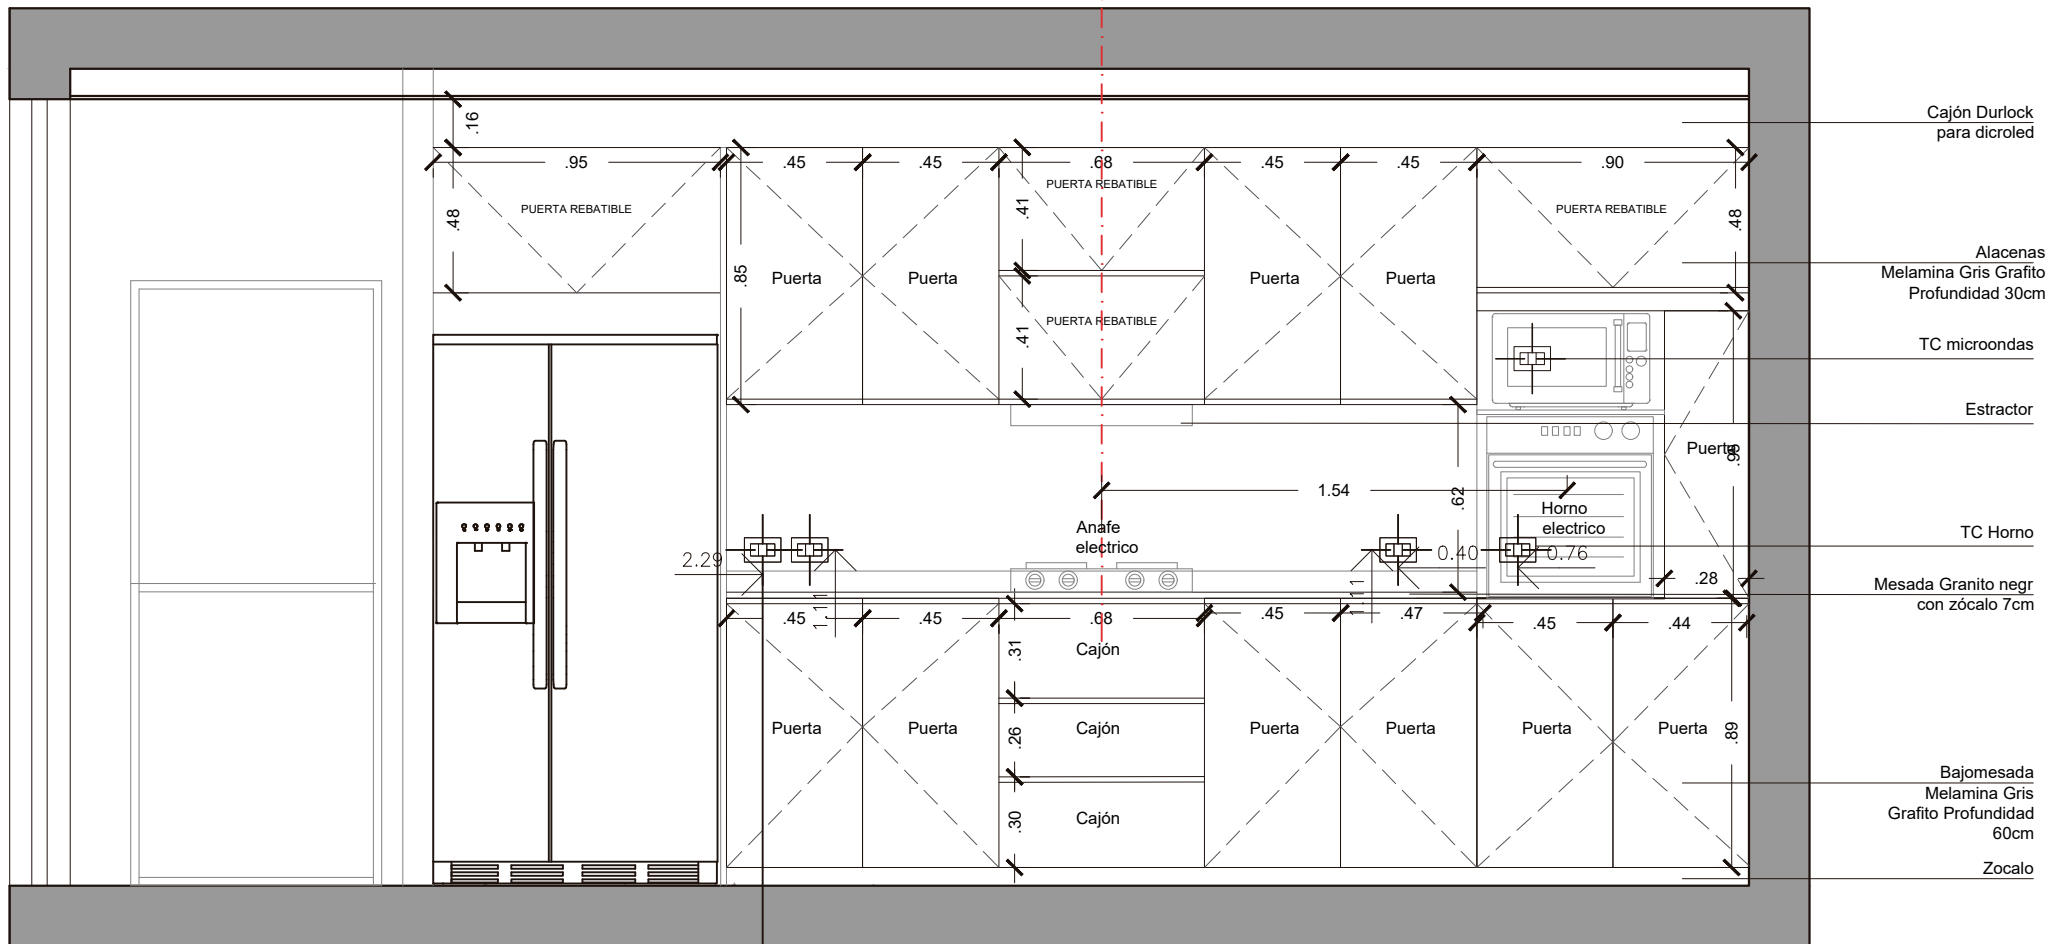 Cajón Durlock
para dicroled
.16
.95
.45
.45
.68
.45
.45
.90
PUERTA REBATIBLE
PUERTA REBATIBLE
PUERTA REBATIBLE
.48
.41
.48
.85
Puerta
Puerta
Puerta
Puerta
Alacenas
Melamina Gris Grafito
Profundidad 30cm
PUERTA REBATIBLE
.41
TC microondas
Estractor
Puerta
.95
1.54
.62
Horno
electrico
Anafe
electrico
TC Horno
2.29
0.40
0.76
.28
Mesada Granito negr
con zócalo 7cm
1.11
1.11
.45
.45
.68
.45
.47
.45
.44
.31
Cajón
Puerta
Puerta
.26
Cajón
Puerta
Puerta
Puerta
Puerta
.89
.30
Cajón
Bajomesada
Melamina Gris
Grafito Profundidad
60cm
Zocalo